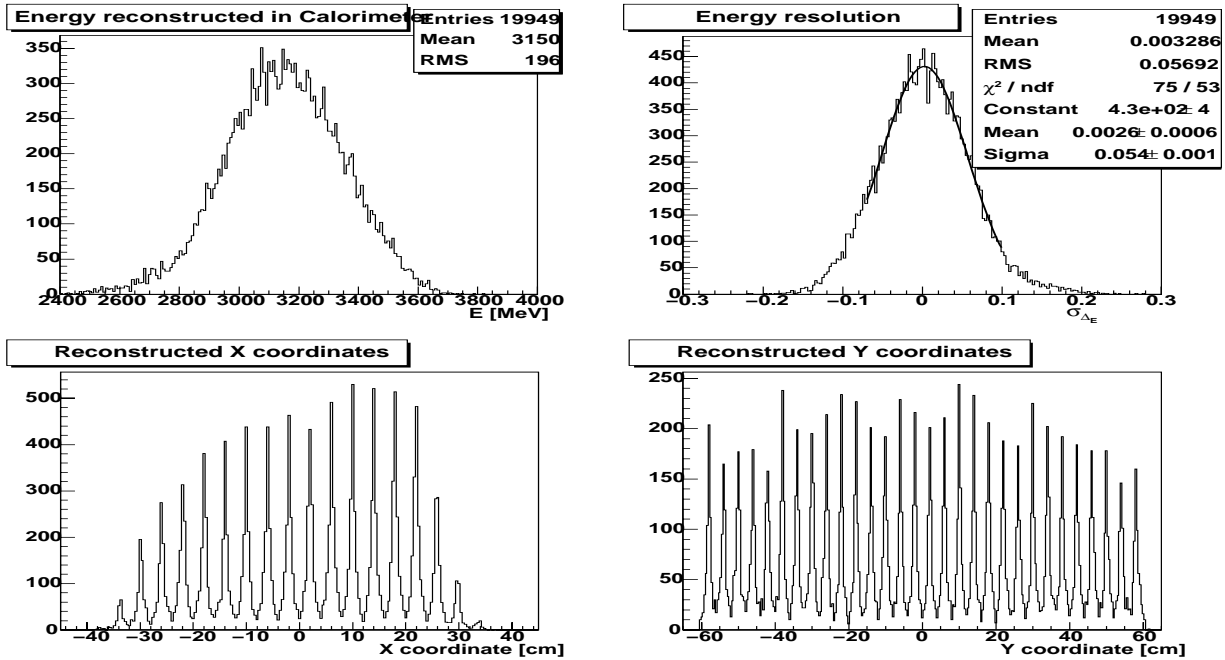 Energy reconstructed in Calorimeter
Entries 19949
Mean 3150
RMS 196
350
300
250
200
150
100
50
0
2400 2600 2800 3000 3200 3400 3600 3800 4000
E [MeV]
Energy resolution
Entries 19949
Mean 0.003286
RMS 0.05692
χ² / ndf 75 / 53
Constant 4.3e+02± 4
Mean 0.0026± 0.0006
Sigma 0.054± 0.001
450
400
350
300
250
200
150
100
50
0
−0.3 −0.2 −0.1 0 0.1 0.2 0.3
σΔE
Reconstructed X coordinates
500
400
300
200
100
0
−40 −30 −20 −10 0 10 20 30 40
X coordinate [cm]
Reconstructed Y coordinates
250
200
150
100
50
0
−60 −40 −20 0 20 40 60
Y coordinate [cm]